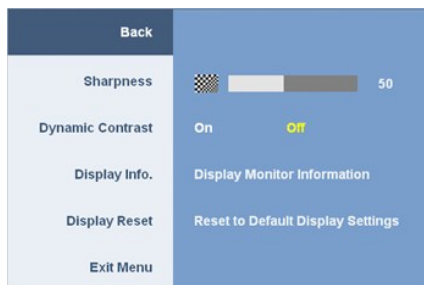 Back
Sharpness 50
Dynamic Contrast On Off
Display Info. Display Monitor Information
Display Reset Reset to Default Display Settings
Exit Menu